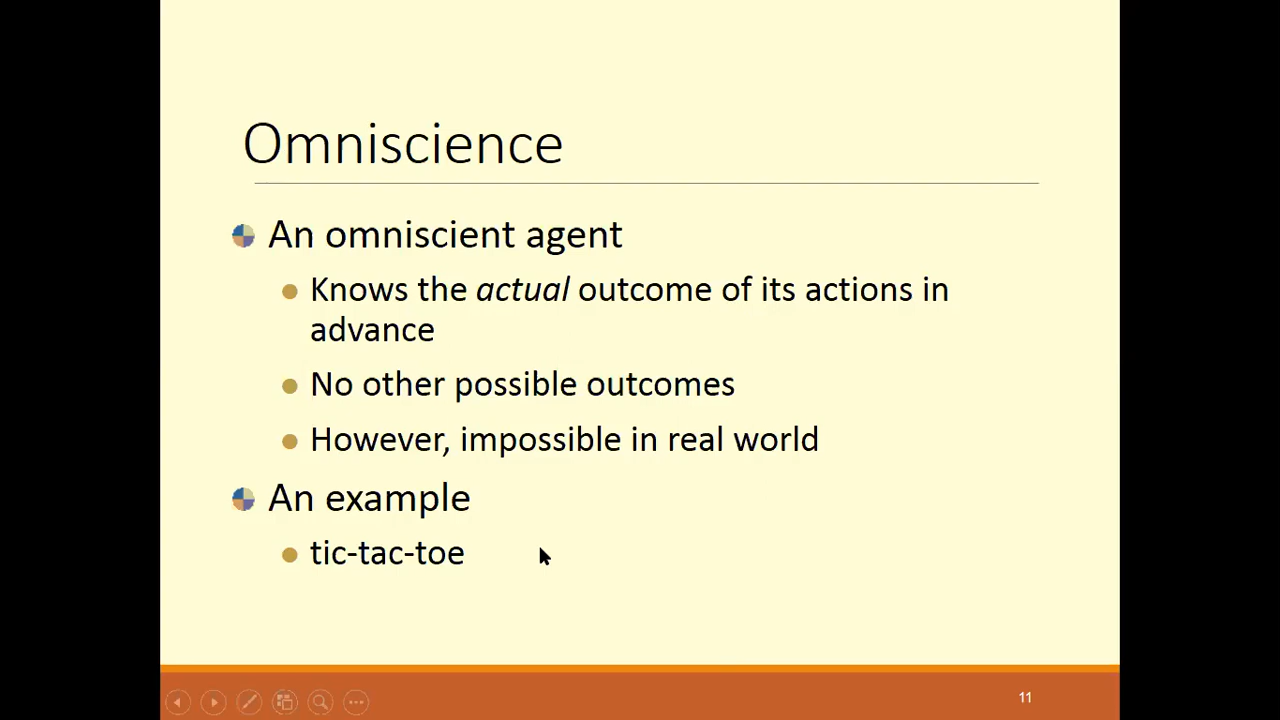 Omniscience
An omniscient agent
Knows the actual outcome of its actions in
advance
No other possible outcomes
However, impossible in real world
An example
tic-tac-toe
11